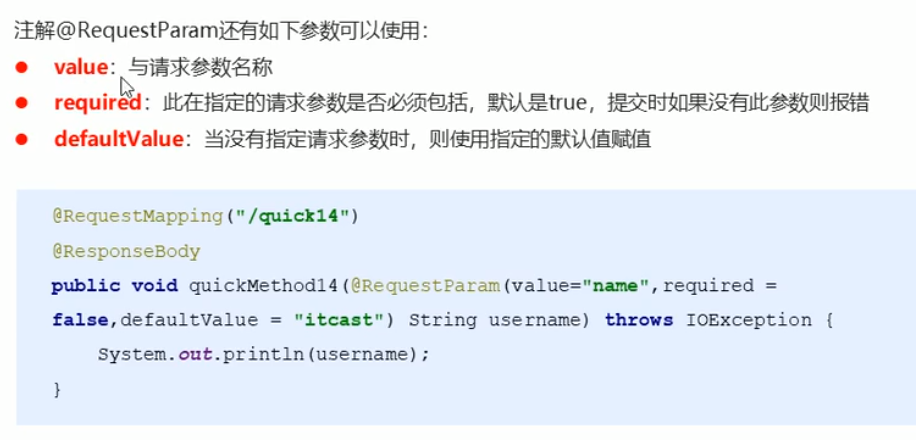 注解@RequestParam还有如下参数可以使用：
● value：与请求参数名称
● required：此在指定的请求参数是否必须包括，默认是true，提交时如果没有此参数则报错
● defaultValue：当没有指定请求参数时，则使用指定的默认值赋值
@RequestMapping("/quick14")
@ResponseBody
public void quickMethod14(@RequestParam(value="name",required =
false,defaultValue = "itcast") String username) throws IOException {
    System.out.println(username);
}